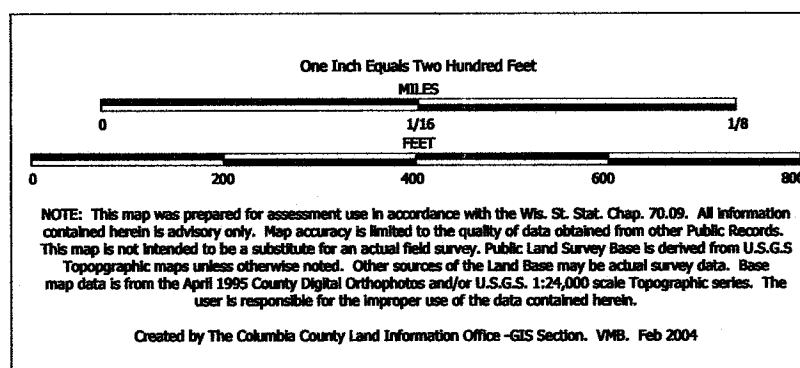 One Inch Equals Two Hundred Feet
MILES
0 1/16 1/8
FEET
0 200 400 600 800
NOTE: This map was prepared for assessment use in accordance with the Wis. St. Stat. Chap. 70.09. All information
contained herein is advisory only. Map accuracy is limited to the quality of data obtained from other Public Records.
This map is not intended to be a substitute for an actual field survey. Public Land Survey Base is derived from U.S.G.S
Topopgraphic maps unless otherwise noted. Other sources of the Land Base may be actual survey data. Base
map data is from the April 1995 County Digital Orthophotos and/or U.S.G.S. 1:24,000 scale Topographic series. The
user is responsible for the improper use of the data contained herein.
Created by The Columbia County Land Information Office -GIS Section. VMB. Feb 2004